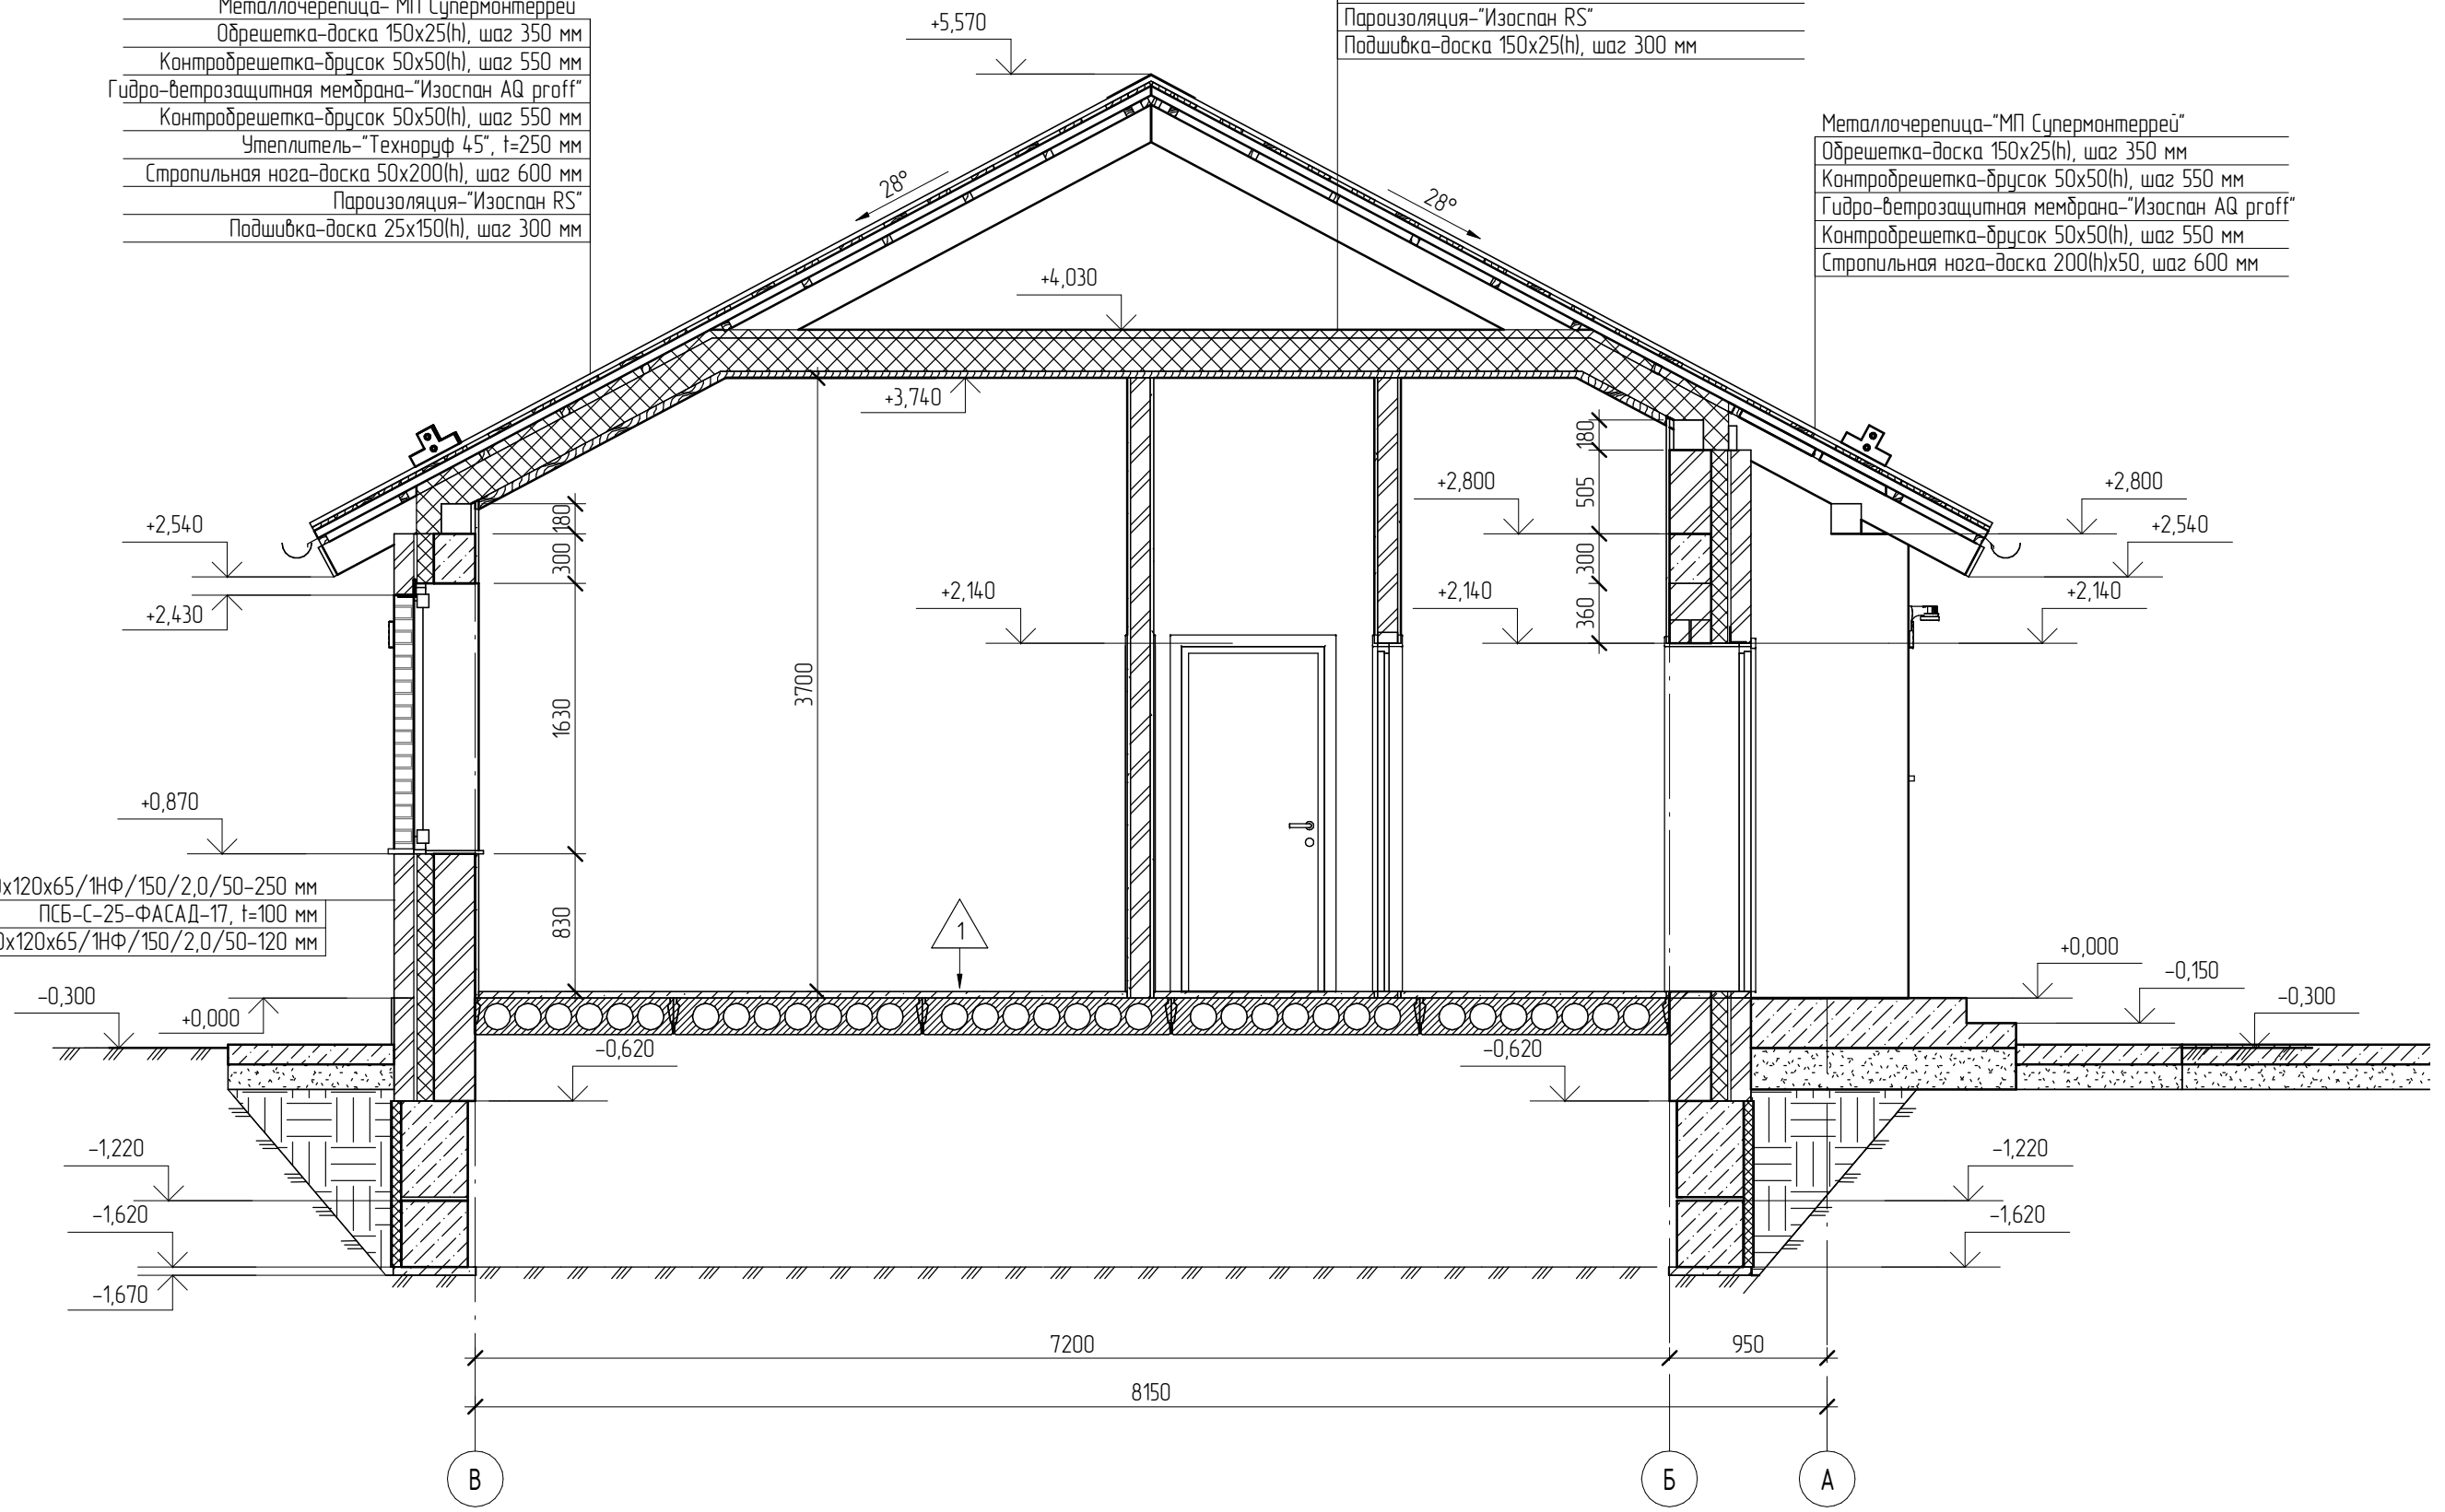 Металлочерепица-"МП Супермонтеррей"
Обрешетка-доска 150х25(h), шаг 350 мм
Контробрешетка-брусок 50х50(h), шаг 550 мм
Гидро-ветрозащитная мембрана-"Изоспан AQ proff"
Контробрешетка-брусок 50х50(h), шаг 550 мм
Утеплитель-"Техноруф 45", t=250 мм
Стропильная нога-доска 50х200(h), шаг 600 мм
Пароизоляция-"Изоспан RS"
Подшивка-доска 25х150(h), шаг 300 мм
+5,570
Пароизоляция-"Изоспан RS"
Подшивка-доска 150х25(h), шаг 300 мм
Металлочерепица-"МП Супермонтеррей"
Обрешетка-доска 150х25(h), шаг 350 мм
Контробрешетка-брусок 50х50(h), шаг 550 мм
Гидро-ветрозащитная мембрана-"Изоспан AQ proff"
Контробрешетка-брусок 50х50(h), шаг 550 мм
Стропильная нога-доска 200(h)х50, шаг 600 мм
28°
28°
+4,030
+3,740
180
505
300
360
180
300
1630
830
3700
+2,540
+2,430
+0,870
+2,800
+2,140
+2,140
+2,800
+2,540
+2,140
0х120х65/1НФ/150/2,0/50-250 мм
ПСБ-С-25-ФАСАД-17, t=100 мм
0х120х65/1НФ/150/2,0/50-120 мм
1
-0,300
+0,000
+0,000
-0,150
-0,300
-0,620
-0,620
-1,220
-1,620
-1,670
-1,220
-1,620
7200
950
8150
В
Б
А